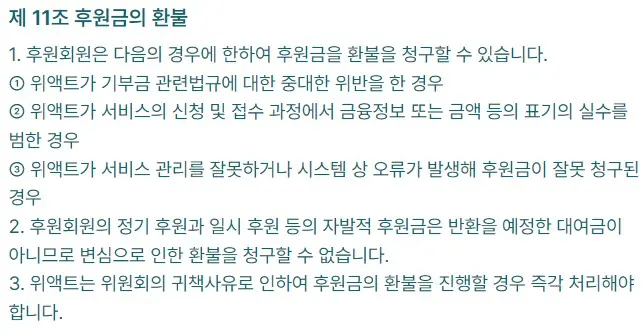 제 11조 후원금의 환불
1. 후원회원은 다음의 경우에 한하여 후원금을 환불을 청구할 수 있습니다.
① 위액트가 기부금 관련법규에 대한 중대한 위반을 한 경우
② 위액트가 서비스의 신청 및 접수 과정에서 금융정보 또는 금액 등의 표기의 실수를
범한 경우
③ 위액트가 서비스 관리를 잘못하거나 시스템 상 오류가 발생해 후원금이 잘못 청구된
경우
2. 후원회원의 정기 후원과 일시 후원 등의 자발적 후원금은 반환을 예정한 대여금이
아니므로 변심으로 인한 환불을 청구할 수 없습니다.
3. 위액트는 위원회의 귀책사유로 인하여 후원금의 환불을 진행할 경우 즉각 처리해야
합니다.